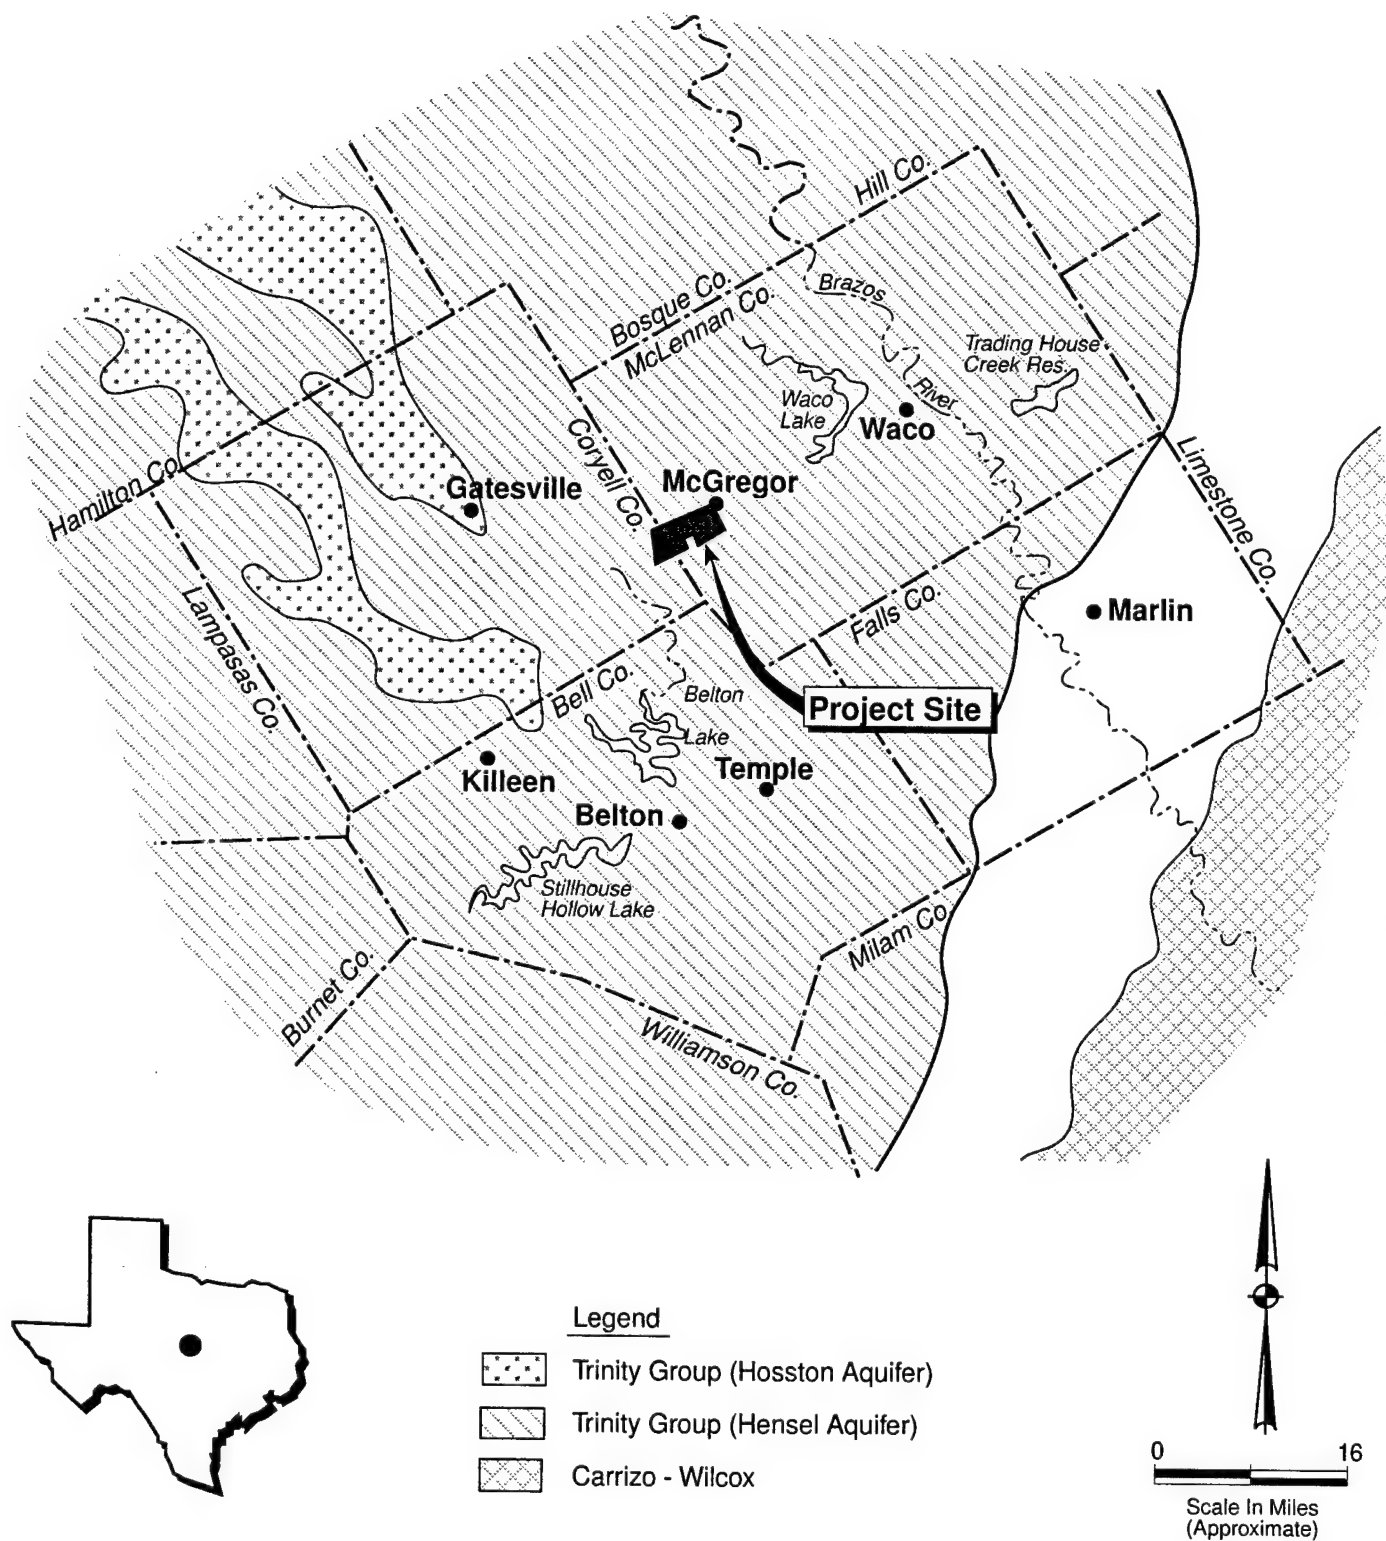 Hill Co.
Bosque Co.
McLennan Co.
Brazos
River
Trading House
Creek Res.
Waco
Lake
Waco
Coryell Co.
McGregor
Gatesville
Hamilton Co.
Limestone Co.
Lampasas Co.
Falls Co.
Marlin
Bell Co.
Belton
Lake
Project Site
Killeen
Temple
Belton
Stillhouse
Hollow Lake
Milam Co.
Burnet Co.
Williamson Co.
Legend
Trinity Group (Hosston Aquifer)
Trinity Group (Hensel Aquifer)
Carrizo - Wilcox
0 16
Scale In Miles
(Approximate)